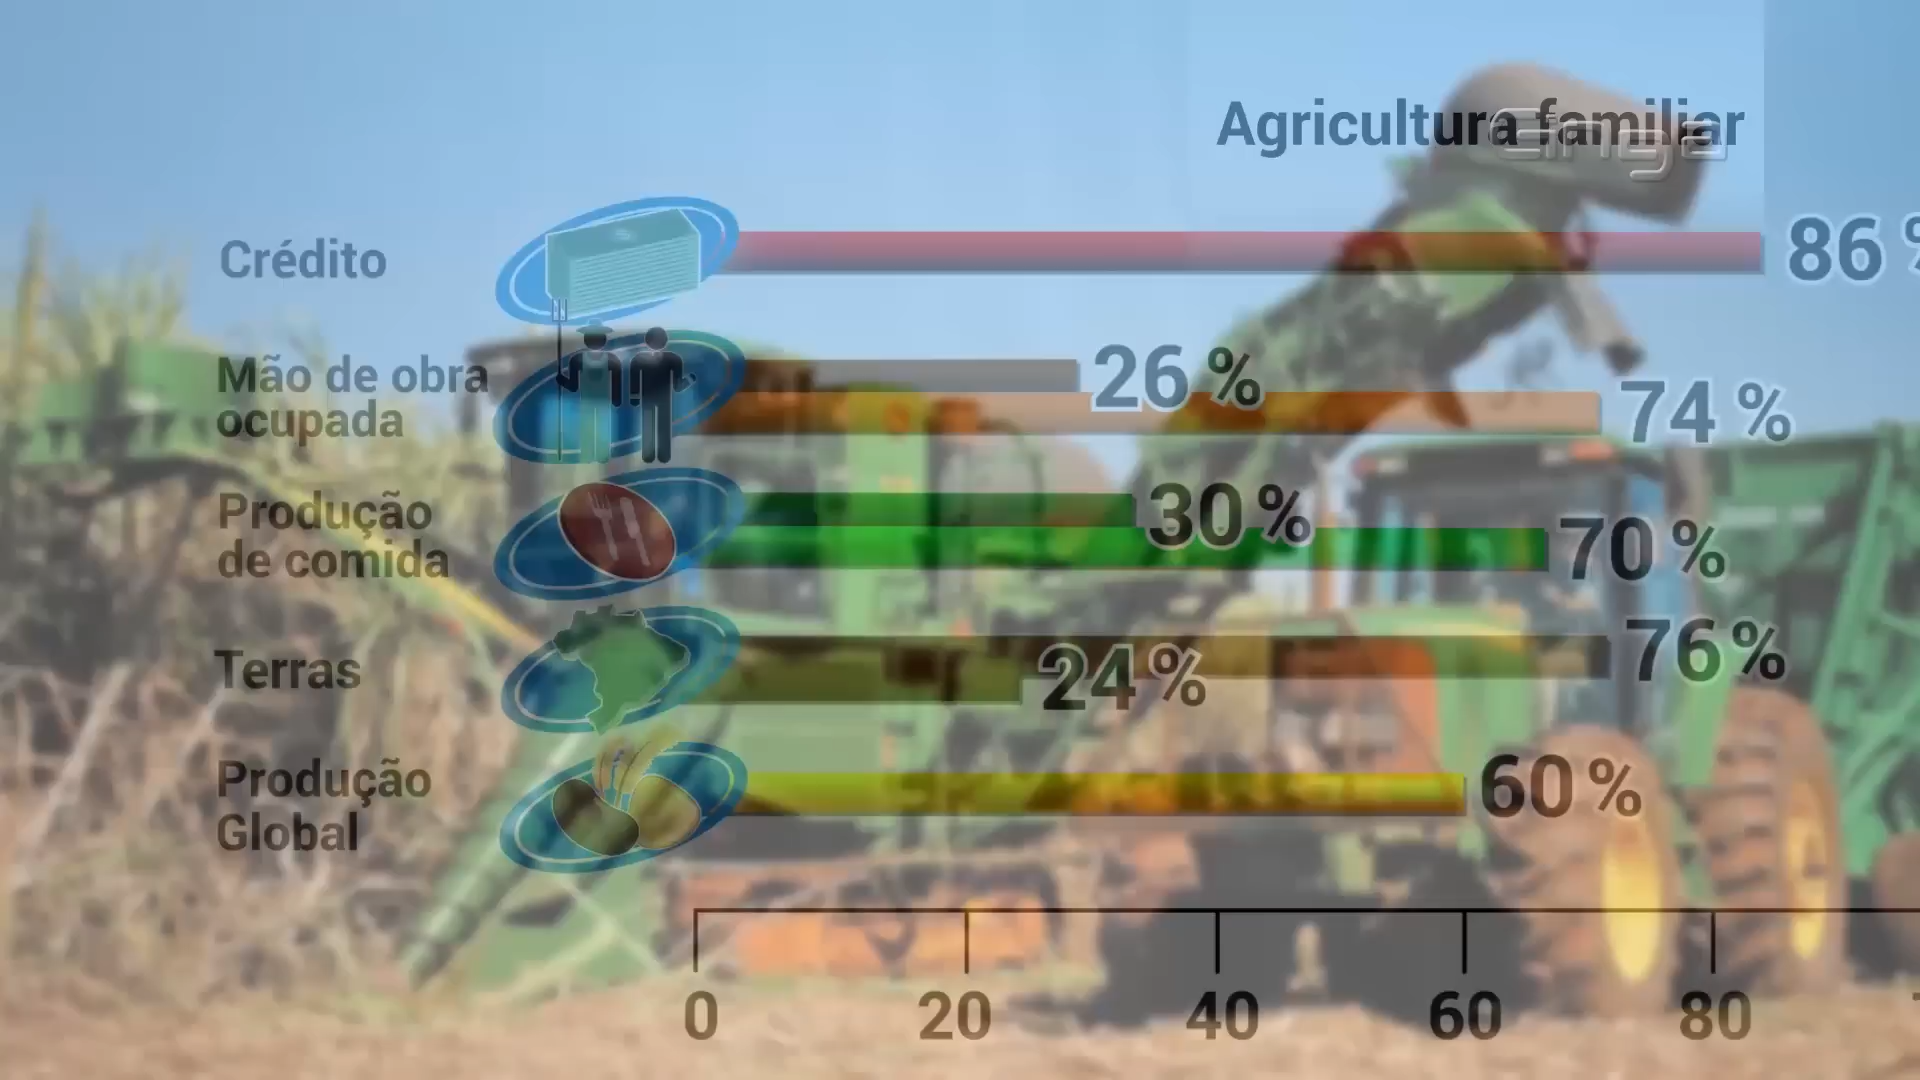 Agricultura familiar
Singa
Crédito
86 %
Mão de obra
ocupada
26 %
74 %
Produção
de comida
30 %
70 %
Terras
24 %
76 %
Produção
Global
60 %
0 20 40 60 80